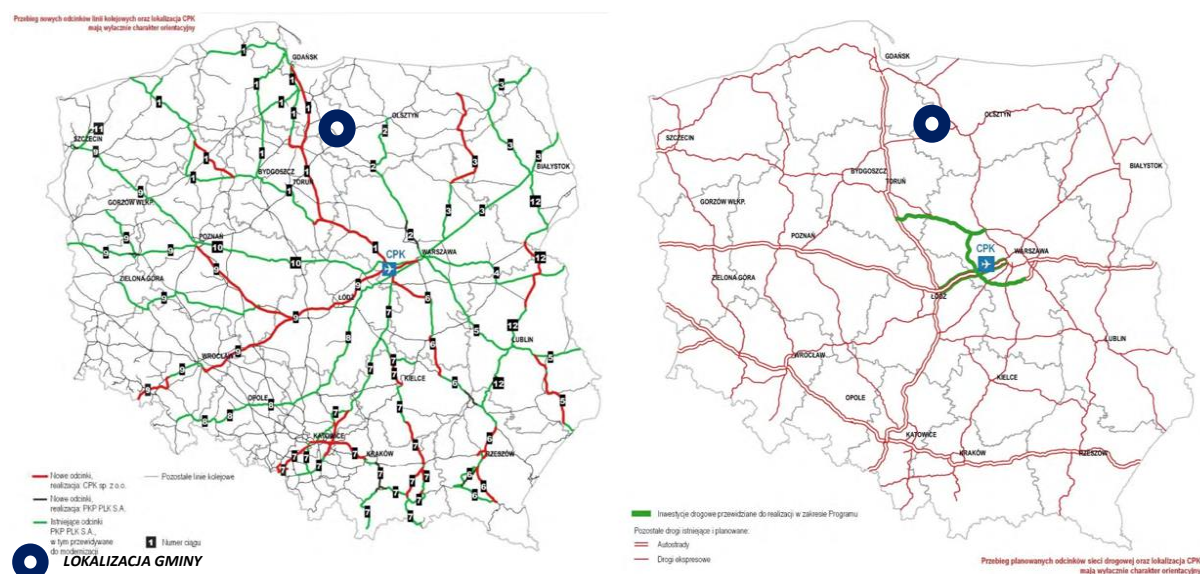 Przebieg nowych odcinków linii kolejowych oraz lokalizacja CPK
mają wyłącznie charakter orientacyjny
GDAŃSK
OLSZTYN
SZCZECIN
BIAŁYSTOK
BYDGOSZCZ
TORUŃ
GORZÓW WLKP.
POZNAŃ
CPK
WARSZAWA
ZIELONA GÓRA
ŁÓDŹ
LUBLIN
WROCŁAW
KIELCE
OPOLE
KATOWICE
KRAKÓW
RZESZÓW
Nowe odcinki,
realizacja: CPK sp. z o.o.
Pozostałe linie kolejowe
Nowe odcinki,
realizacja: PKP PLK S.A.
Istniejące odcinki
PKP PLK S.A.,
w tym przewidywane
do modernizacji
1 Numer ciągu
LOKALIZACJA GMINY
GDAŃSK
OLSZTYN
SZCZECIN
BIAŁYSTOK
BYDGOSZCZ
TORUŃ
GORZÓW WŁKP.
POZNAŃ
CPK
WARSZAWA
ZIELONA GÓRA
ŁÓDŹ
LUBLIN
WROCŁAW
KIELCE
OPOLE
KATOWICE
KRAKÓW
RZESZÓW
Inwestycje drogowe przewidziane do realizacji w zakresie Programu
Pozostałe drogi istniejące i planowane:
Autostrady
Drogi ekspresowe
Przebieg planowanych odcinków sieci drogowej oraz lokalizacja CPK
mają wyłącznie charakter orientacyjny